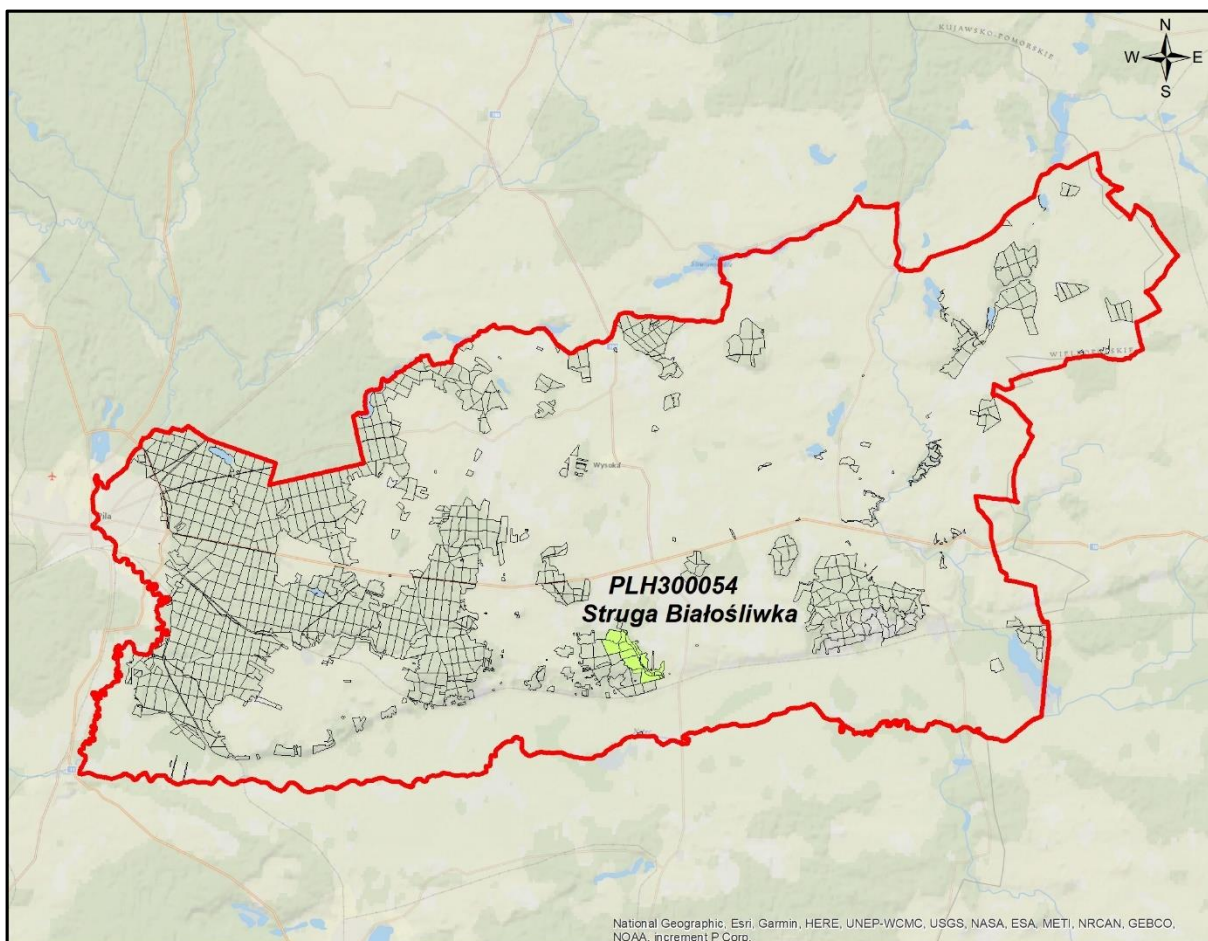 KUJAWSKO-POMORSKIE
N
W E
S
WIELKOPOLSKIE
Wysoka
Piła
PLH300054
Struga Białośliwka
National Geographic, Esri, Garmin, HERE, UNEP-WCMC, USGS, NASA, ESA, METI, NRCAN, GEBCO,
NOAA, increment P Corp.